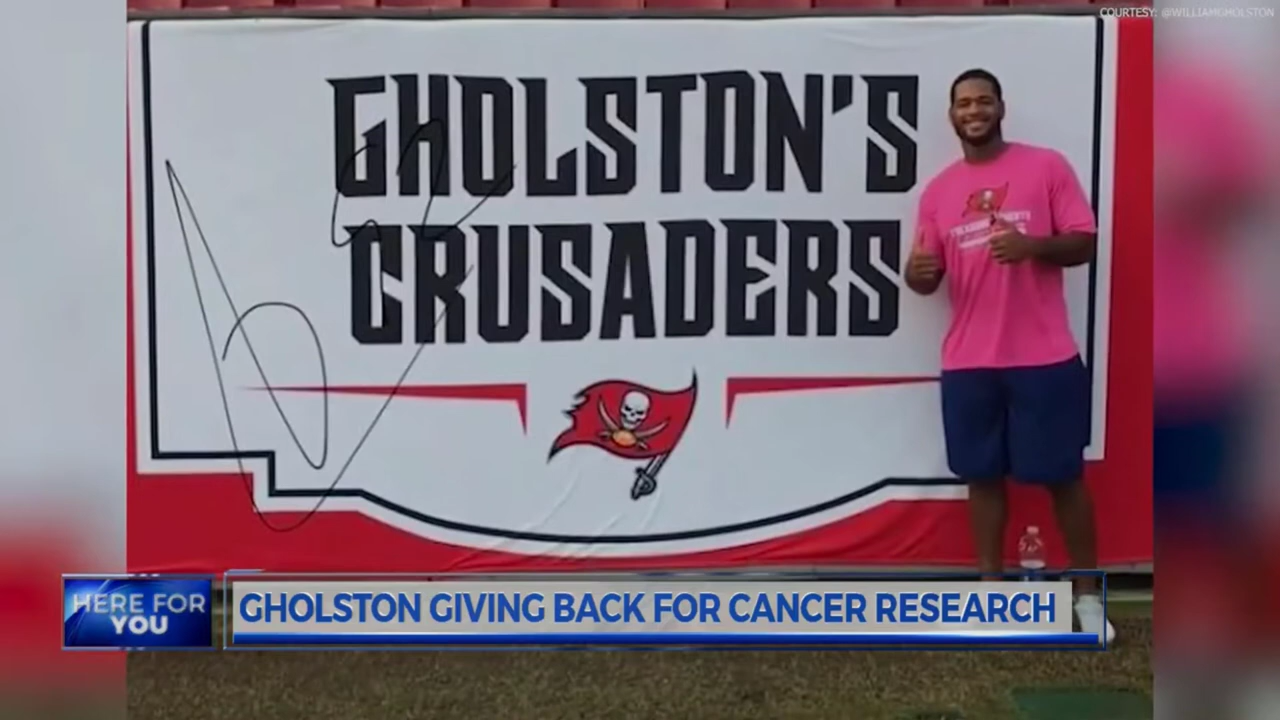 COURTESY: @WILLIAMGHOLSTON
GHOLSTON'S
CRUSADERS
HERE FOR
YOU
GHOLSTON GIVING BACK FOR CANCER RESEARCH